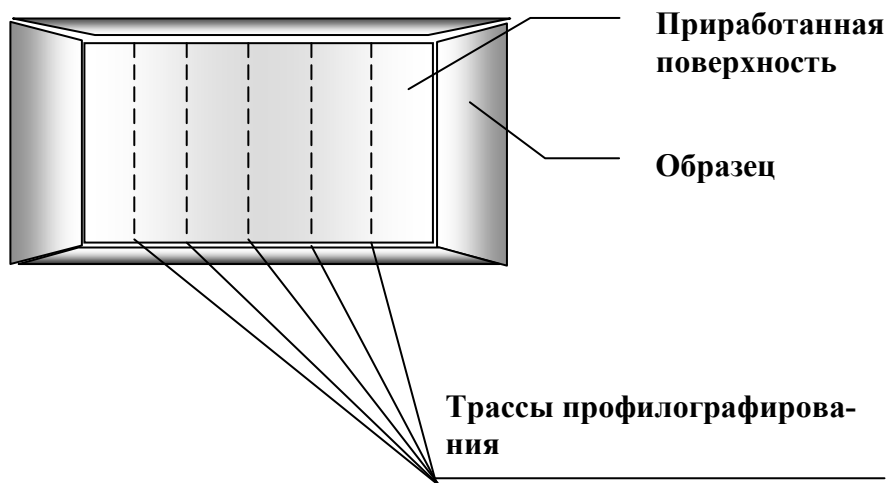 Приработанная
поверхность
Образец
Трассы профилографирова-
ния